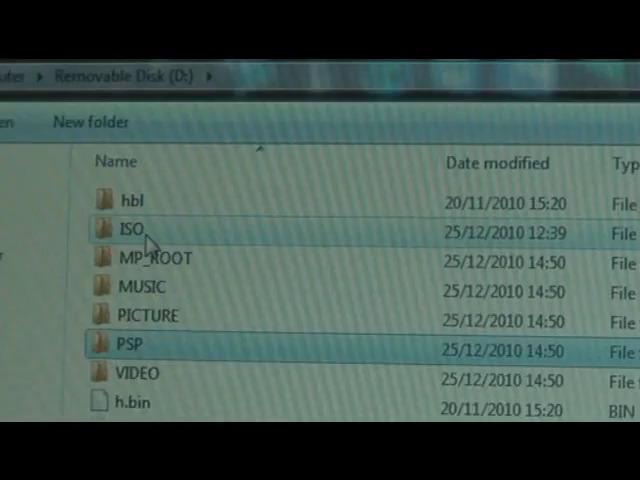 uter ▸ Removable Disk (D:) ▸
en New folder
Name Date modified Typ
hbl 20/11/2010 15:20 File
ISO 25/12/2010 12:39 File
MP_ROOT 25/12/2010 14:50 File
MUSIC 25/12/2010 14:50 File
PICTURE 25/12/2010 14:50 File
PSP 25/12/2010 14:50 File
VIDEO 25/12/2010 14:50 File
h.bin 20/11/2010 15:20 BIN